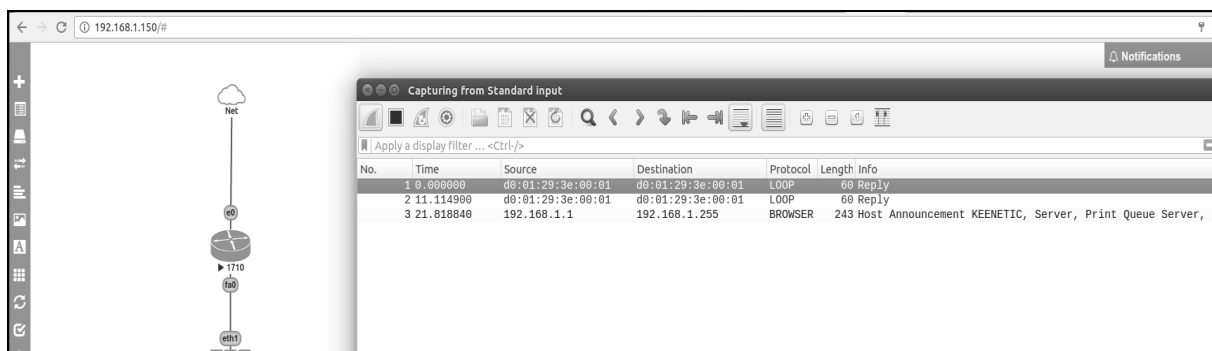 192.168.1.150/#
Notifications
Net
e0
1710
fa0
eth1
A
Capturing from Standard input
Apply a display filter ... <Ctrl-/>
No. Time Source Destination Protocol Length Info
1 0.000000 d0:01:29:3e:00:01 d0:01:29:3e:00:01 LOOP 60 Reply
2 11.114900 d0:01:29:3e:00:01 d0:01:29:3e:00:01 LOOP 60 Reply
3 21.818840 192.168.1.1 192.168.1.255 BROWSER 243 Host Announcement KEENETIC, Server, Print Queue Server,